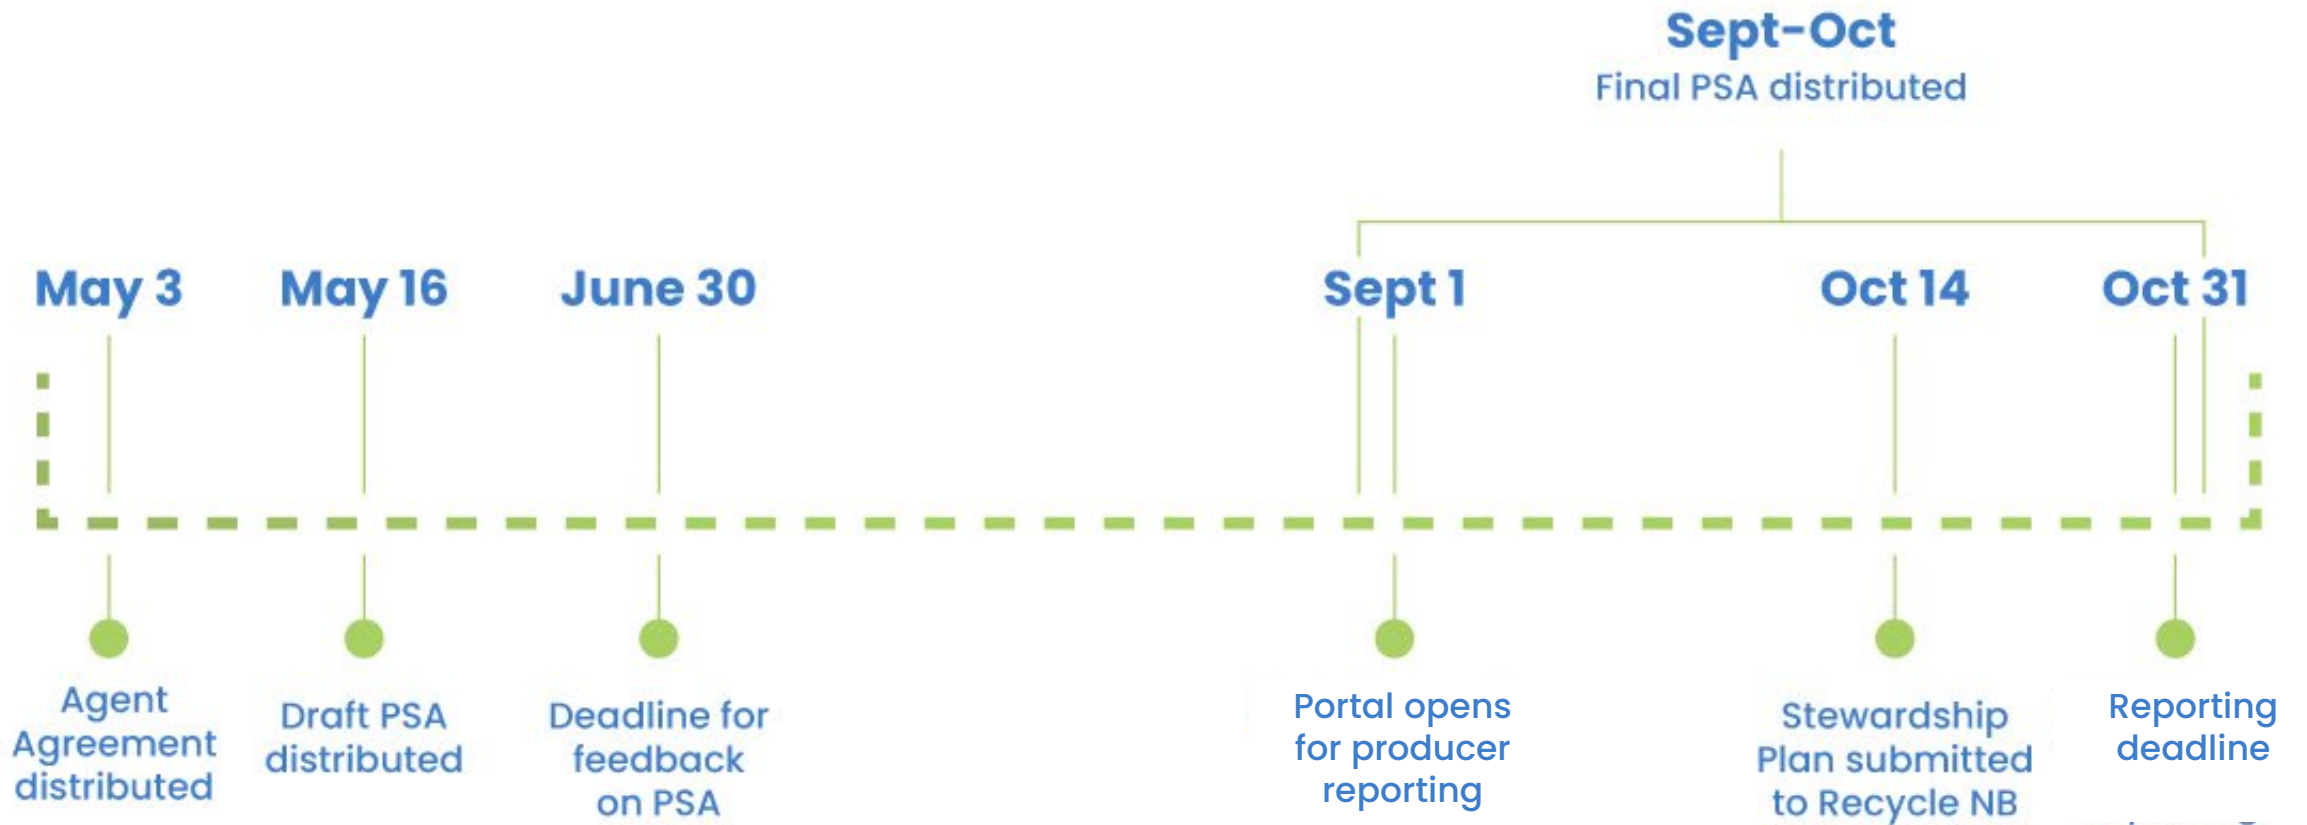 Sept-Oct
Final PSA distributed
May 3
May 16
June 30
Sept 1
Oct 14
Oct 31
Agent
Agreement
distributed
Draft PSA
distributed
Deadline for
feedback
on PSA
Portal opens
for producer
reporting
Stewardship
Plan submitted
to Recycle NB
Reporting
deadline